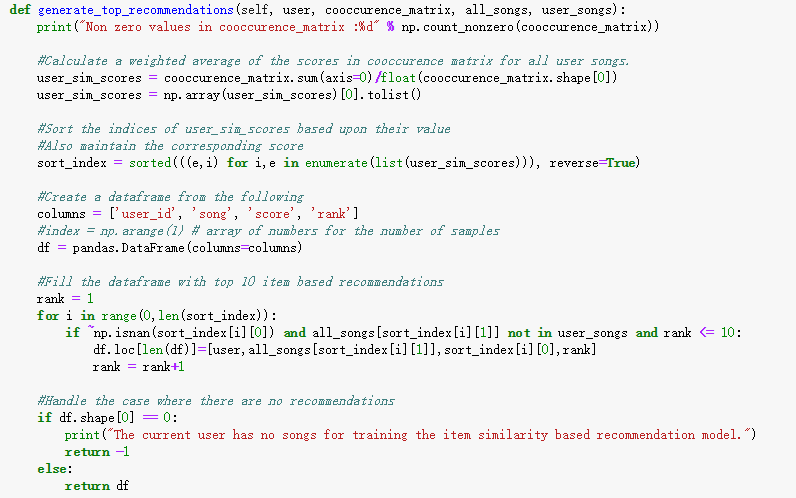 def generate_top_recommendations(self, user, cooccurence_matrix, all_songs, user_songs):
    print("Non zero values in cooccurence_matrix :%d" % np.count_nonzero(cooccurence_matrix))

    #Calculate a weighted average of the scores in cooccurence matrix for all user songs.
    user_sim_scores = cooccurence_matrix.sum(axis=0)/float(cooccurence_matrix.shape[0])
    user_sim_scores = np.array(user_sim_scores)[0].tolist()

    #Sort the indices of user_sim_scores based upon their value
    #Also maintain the corresponding score
    sort_index = sorted(((e,i) for i,e in enumerate(list(user_sim_scores))), reverse=True)

    #Create a dataframe from the following
    columns = ['user_id', 'song', 'score', 'rank']
    #index = np.arange(1) # array of numbers for the number of samples
    df = pandas.DataFrame(columns=columns)

    #Fill the dataframe with top 10 item based recommendations
    rank = 1
    for i in range(0,len(sort_index)):
        if ~np.isnan(sort_index[i][0]) and all_songs[sort_index[i][1]] not in user_songs and rank <= 10:
            df.loc[len(df)]=[user,all_songs[sort_index[i][1]],sort_index[i][0],rank]
            rank = rank+1

    #Handle the case where there are no recommendations
    if df.shape[0] == 0:
        print("The current user has no songs for training the item similarity based recommendation model.")
        return -1
    else:
        return df